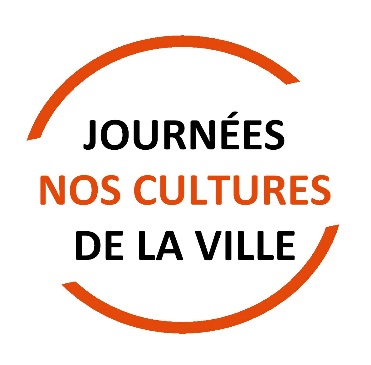 JOURNÉES
NOS CULTURES
DE LA VILLE